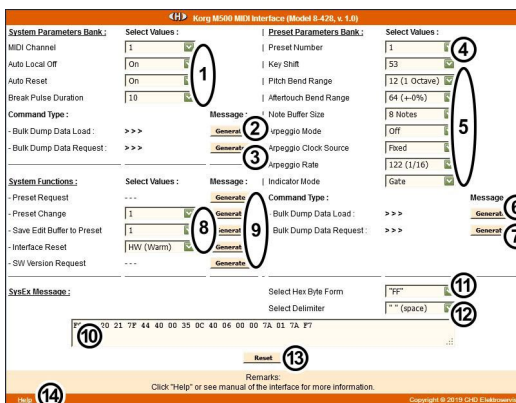 CHD Korg M500 MIDI Interface (Model 8-428, v. 1.0)
System Parameters Bank : Select Values : | Preset Parameters Bank : Select Values :
MIDI Channel 1 | Preset Number 1 4
Auto Local Off On | Key Shift 53
Auto Reset On 1 | Pitch Bend Range 12 (1 Octave)
Break Pulse Duration 10 | Aftertouch Bend Range 64 (+-0%)
Command Type : Message : Note Buffer Size 8 Notes 5
- Bulk Dump Data Load : >>> Generate 2 Arpeggio Mode Off
- Bulk Dump Data Request : >>> Generate 3 Arpeggio Clock Source Fixed
Arpeggio Rate 122 (1/16)
System Functions : Select Values : Message : | Indicator Mode Gate
- Preset Request --- Generate Command Type : Message
- Preset Change 1 Generate - Bulk Dump Data Load : >>> Generate 6
- Save Edit Buffer to Preset 1 8 Generate 9 Bulk Dump Data Request : >>> Generate 7
- Interface Reset HW (Warm) Generate
- SW Version Request --- Generate
SysEx Message : Select Hex Byte Form "FF" 11
Select Delimiter " " (space) 12
10 20 21 7F 44 40 00 35 0C 40 06 00 00 7A 01 7A F7
Reset 13
Remarks:
Click "Help" or see manual of the interface for more information.
Help 14 Copyright © 2019 CHD Elektroservis